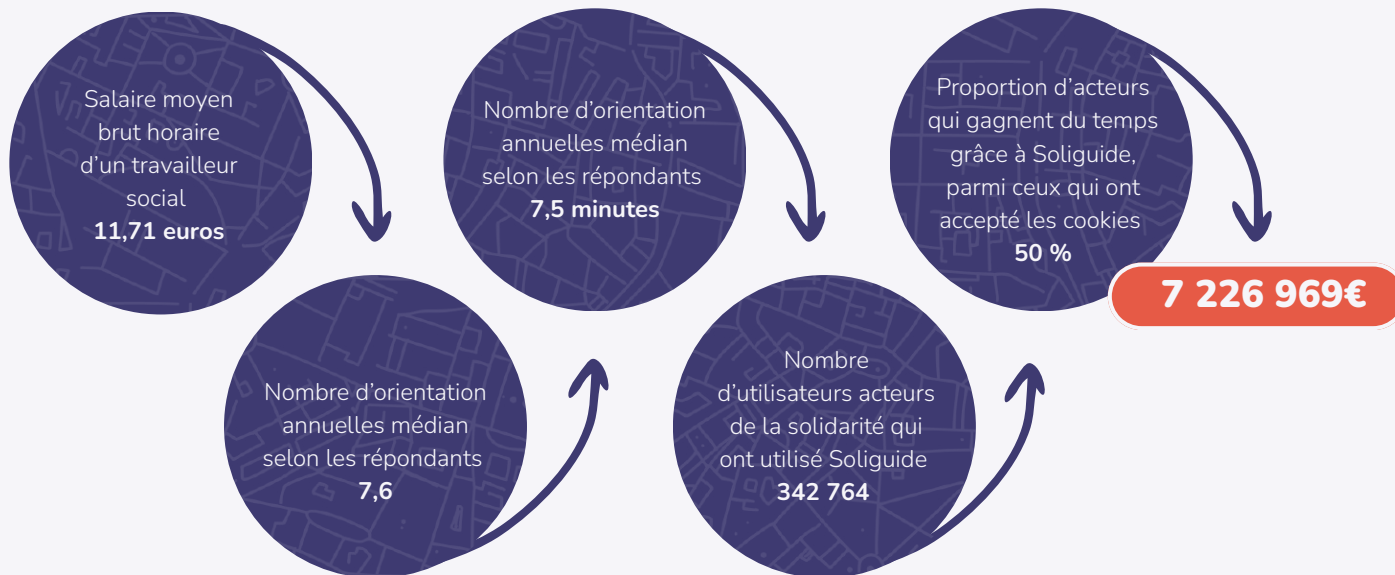 Salaire moyen
brut horaire
d'un travailleur
social
11,71 euros
Nombre d'orientation
annuelles médian
selon les répondants
7,6
Nombre d'orientation
annuelles médian
selon les répondants
7,5 minutes
Nombre
d'utilisateurs acteurs
de la solidarité qui
ont utilisé Soliguide
342 764
Proportion d'acteurs
qui gagnent du temps
grâce à Soliguide,
parmi ceux qui ont
accepté les cookies
50 %
7 226 969€